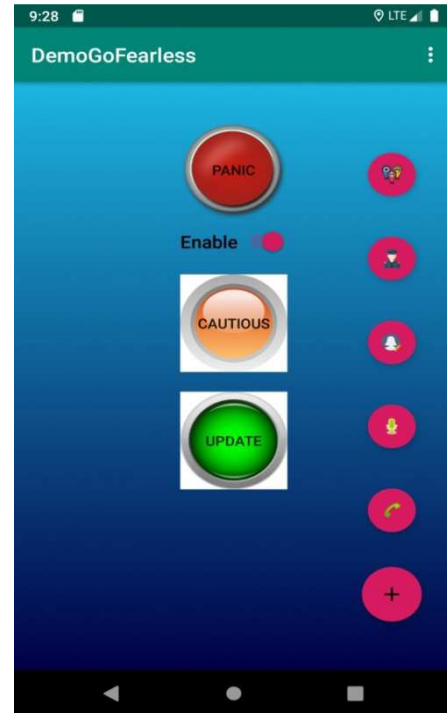 9:28 LTE
DemoGoFearless
PANIC
Enable
CAUTIOUS
UPDATE
+